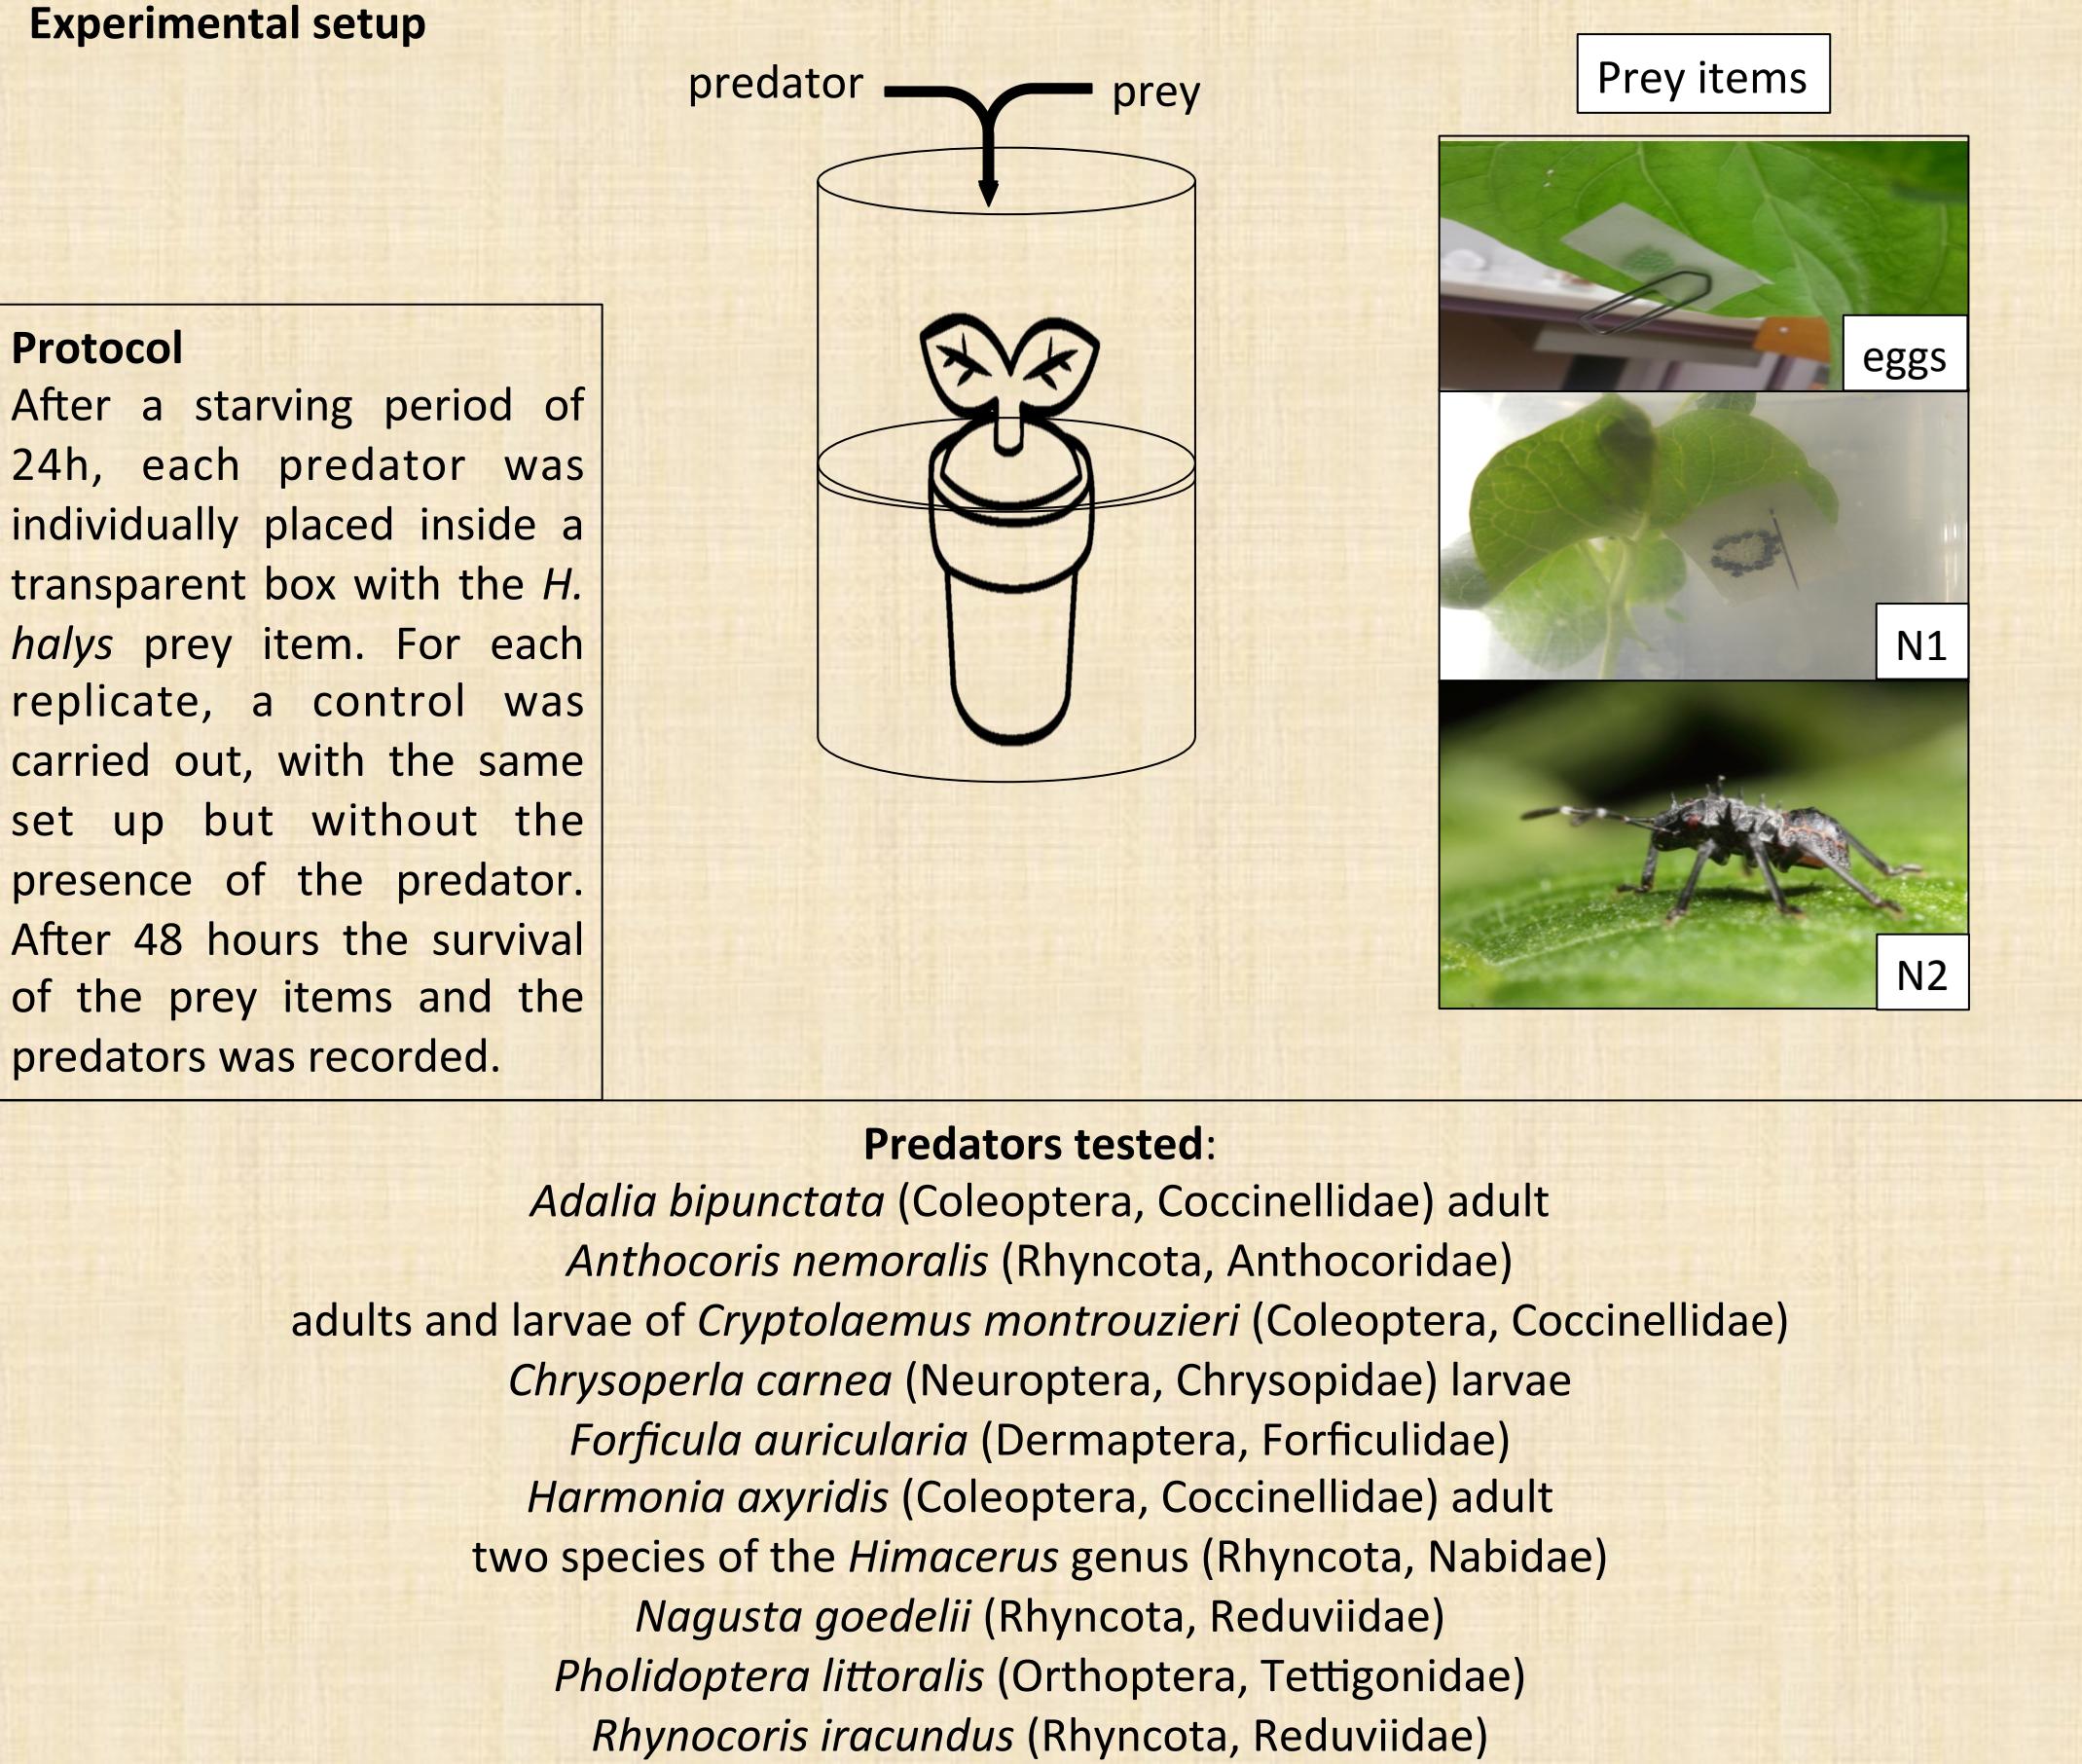 Experimental setup
predator
prey
Prey items
eggs
N1
N2
Protocol
After a starving period of
24h, each predator was
individually placed inside a
transparent box with the H.
halys prey item. For each
replicate, a control was
carried out, with the same
set up but without the
presence of the predator.
After 48 hours the survival
of the prey items and the
predators was recorded.
Predators tested:
Adalia bipunctata (Coleoptera, Coccinellidae) adult
Anthocoris nemoralis (Rhyncota, Anthocoridae)
adults and larvae of Cryptolaemus montrouzieri (Coleoptera, Coccinellidae)
Chrysoperla carnea (Neuroptera, Chrysopidae) larvae
Forficula auricularia (Dermaptera, Forficulidae)
Harmonia axyridis (Coleoptera, Coccinellidae) adult
two species of the Himacerus genus (Rhyncota, Nabidae)
Nagusta goedelii (Rhyncota, Reduviidae)
Pholidoptera littoralis (Orthoptera, Tettigonidae)
Rhynocoris iracundus (Rhyncota, Reduviidae)